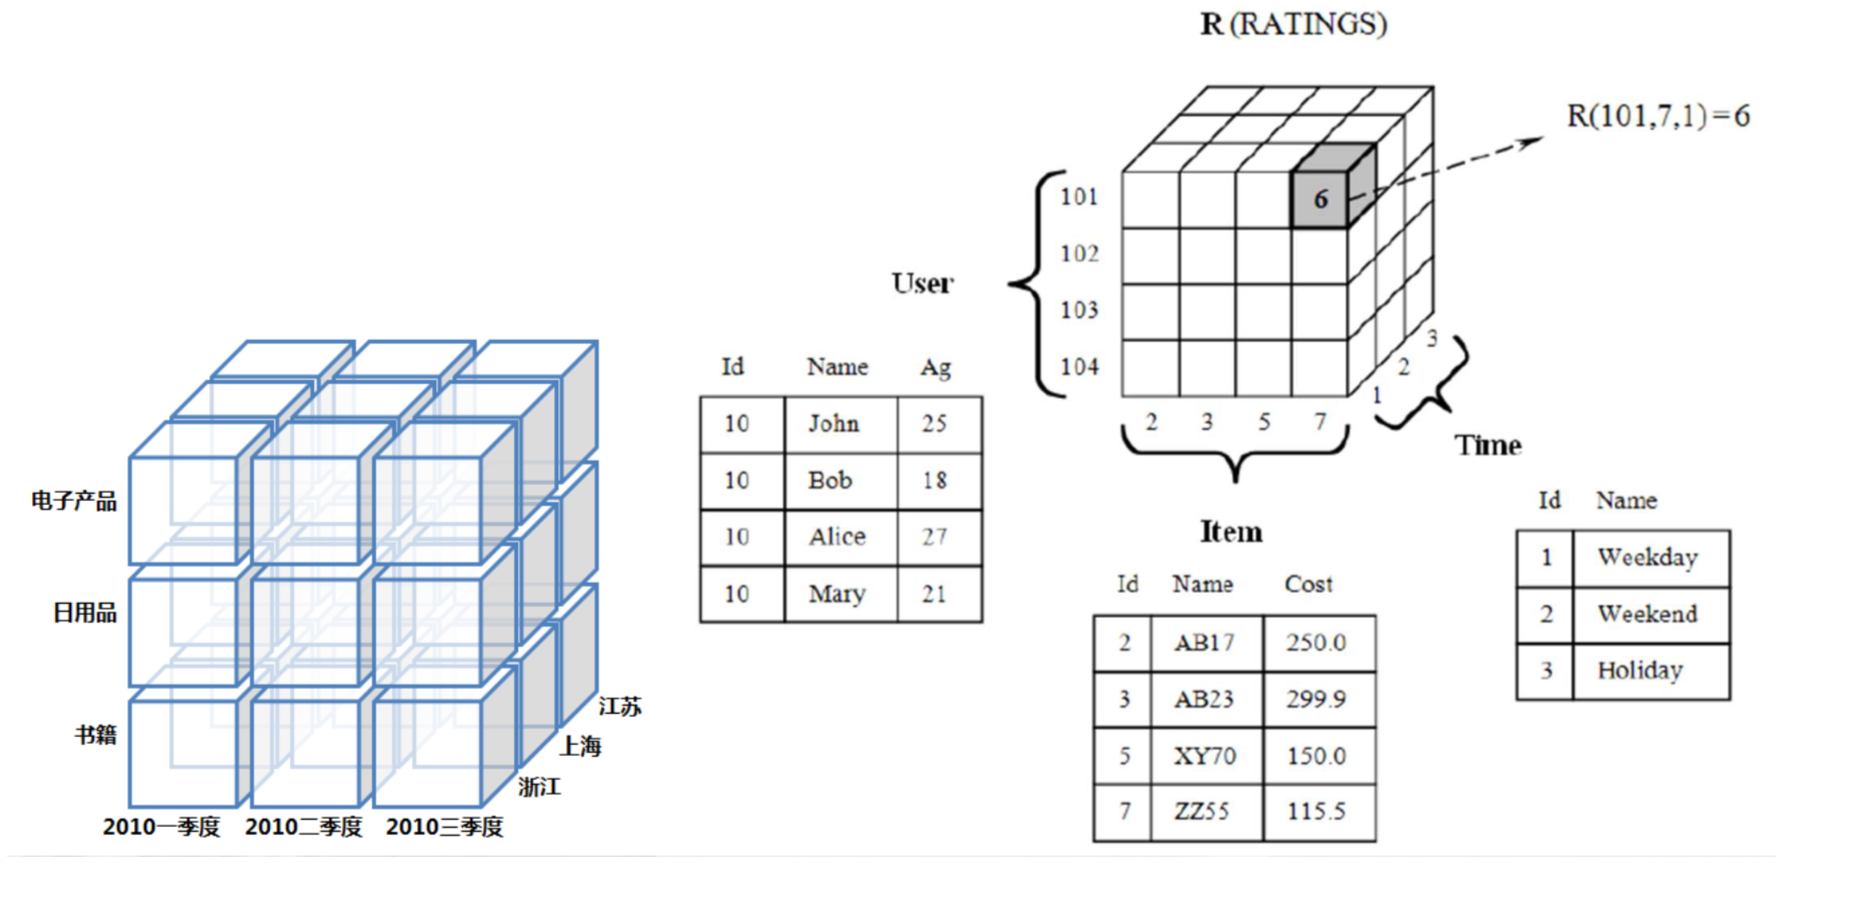 电子产品
日用品
书籍
江苏
上海
浙江
2010一季度 2010二季度 2010三季度
R (RATINGS)
R(101,7,1)=6
6
User
101
102
103
104
2 3 5 7
1
2
3
Time
Item
Id Name Ag
10 John 25
10 Bob 18
10 Alice 27
10 Mary 21
Id Name Cost
2 AB17 250.0
3 AB23 299.9
5 XY70 150.0
7 ZZ55 115.5
Id Name
1 Weekday
2 Weekend
3 Holiday